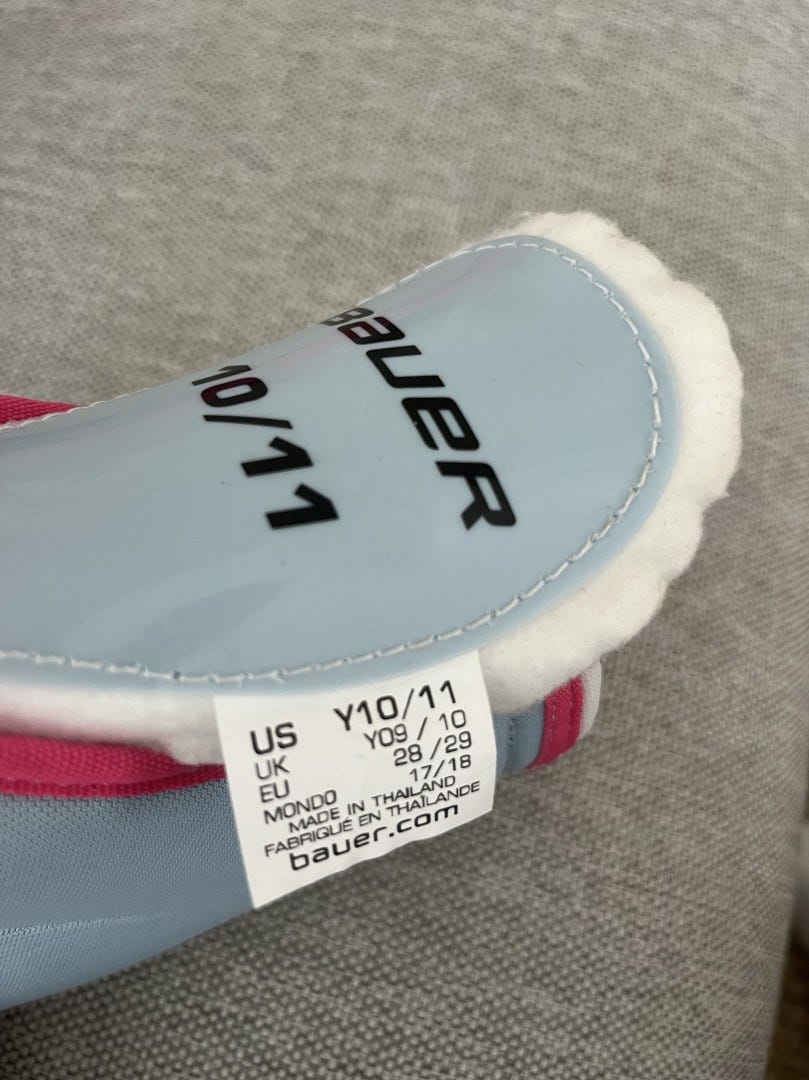 BAUER
10/11
US Y10/11
UK Y09 / 10
EU 28 /29
MONDO 17/18
MADE IN THAILAND
FABRIQUÉ EN THAÏLANDE
bauer.com